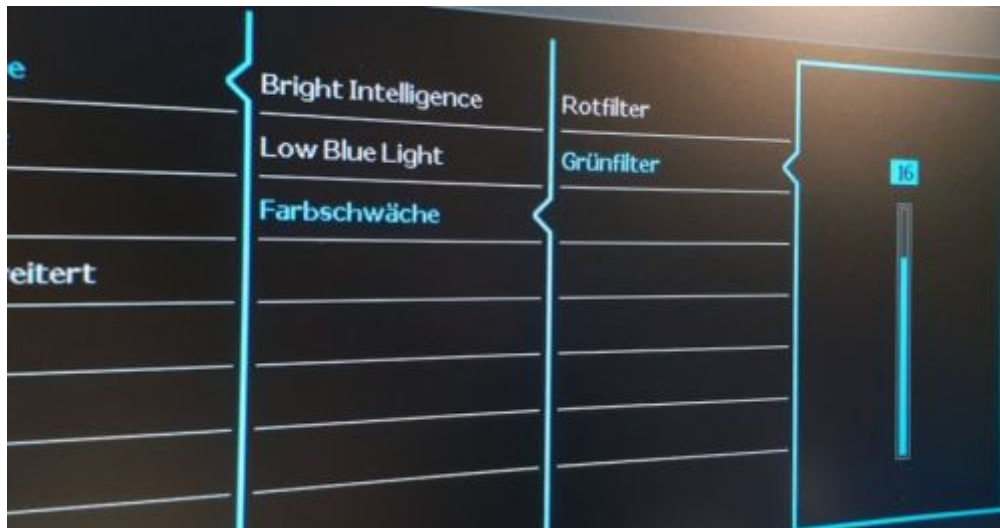 e
Bright Intelligence
Low Blue Light
Farbschwäche
eitert
Rotfilter
Grünfilter
16